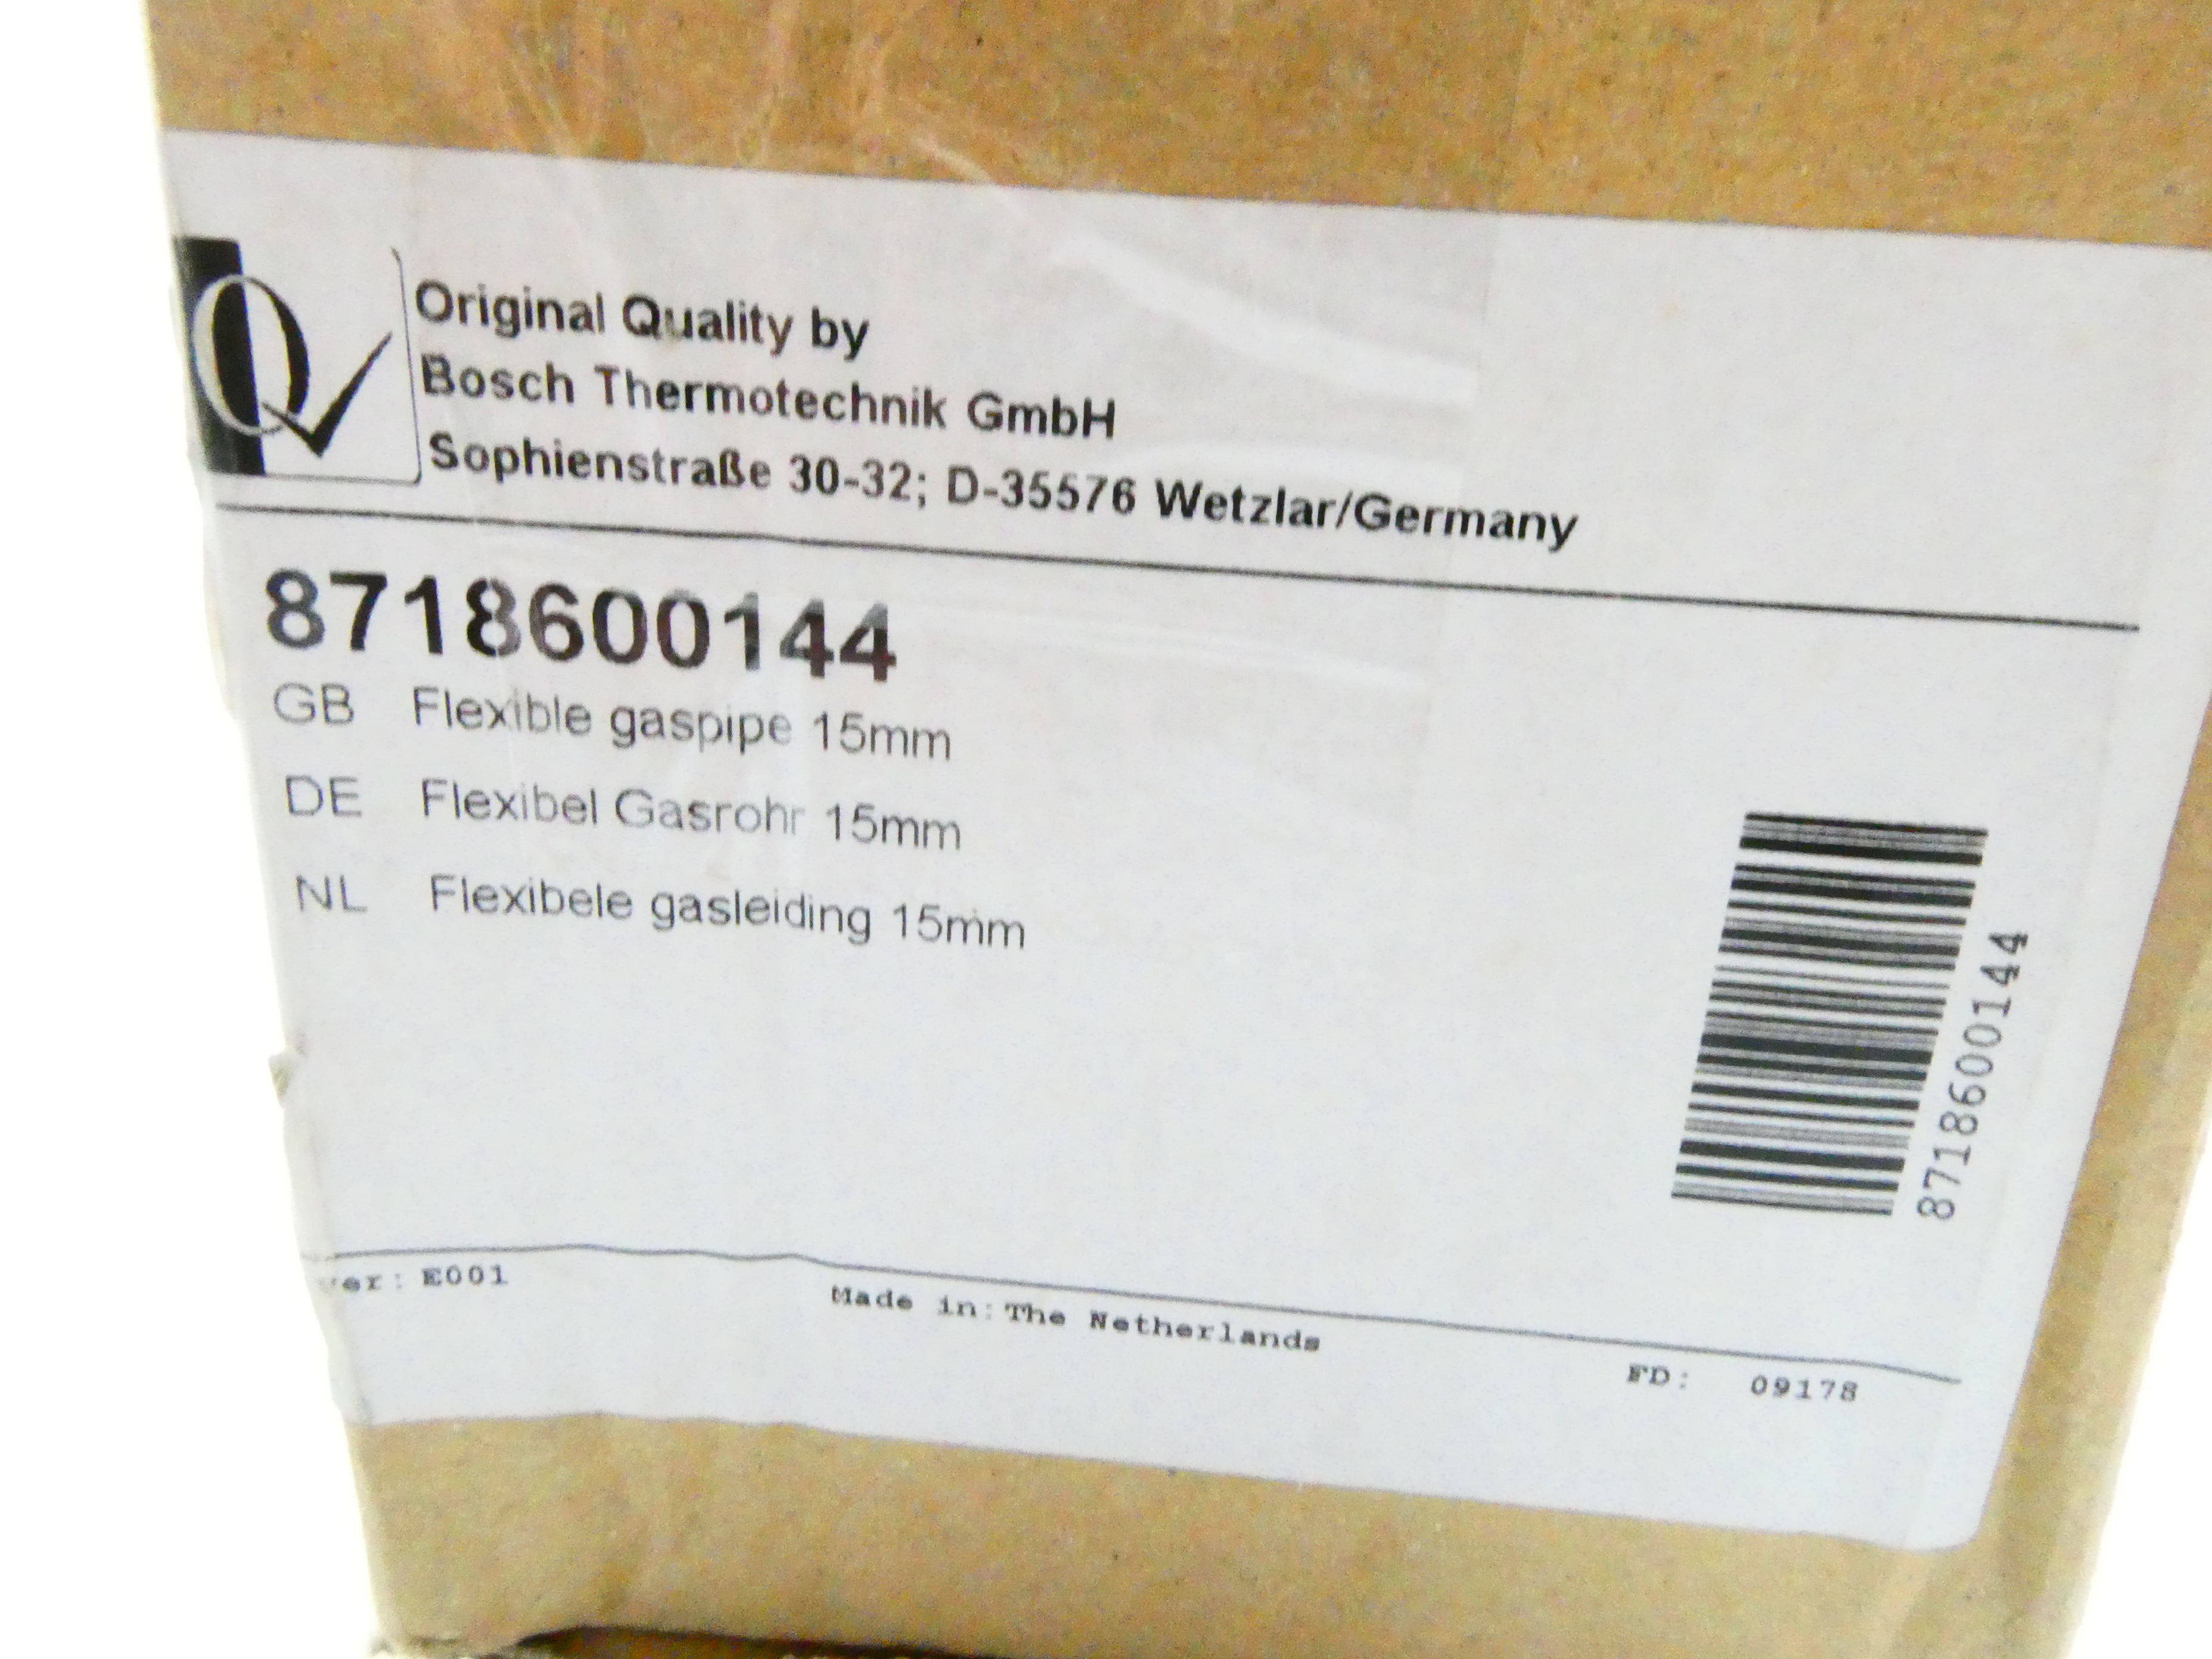 Original Quality by
Bosch Thermotechnik GmbH
Sophienstraße 30-32; D-35576 Wetzlar/Germany
8718600144
GB Flexible gaspipe 15mm
DE Flexibel Gasrohr 15mm
NL Flexibele gasleiding 15mm
8718600144
ver: E001
Made in: The Netherlands
FD: 09178